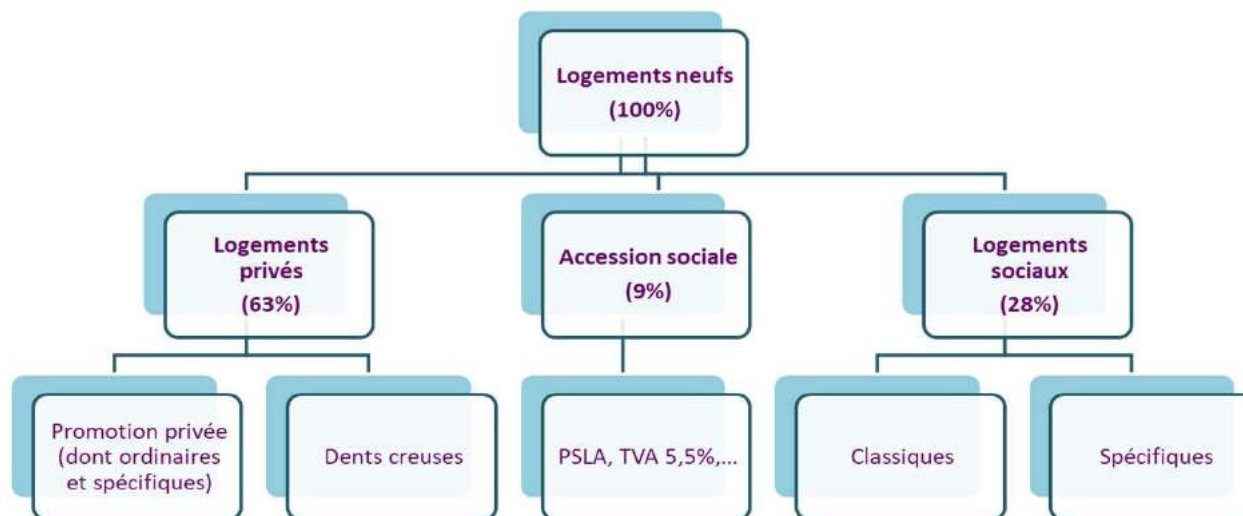 Logements neufs
(100%)
Logements
privés
(63%)
Accession sociale
(9%)
Logements
sociaux
(28%)
Promotion privée
(dont ordinaires
et spécifiques)
Dents creuses
PSLA, TVA 5,5%,...
Classiques
Spécifiques